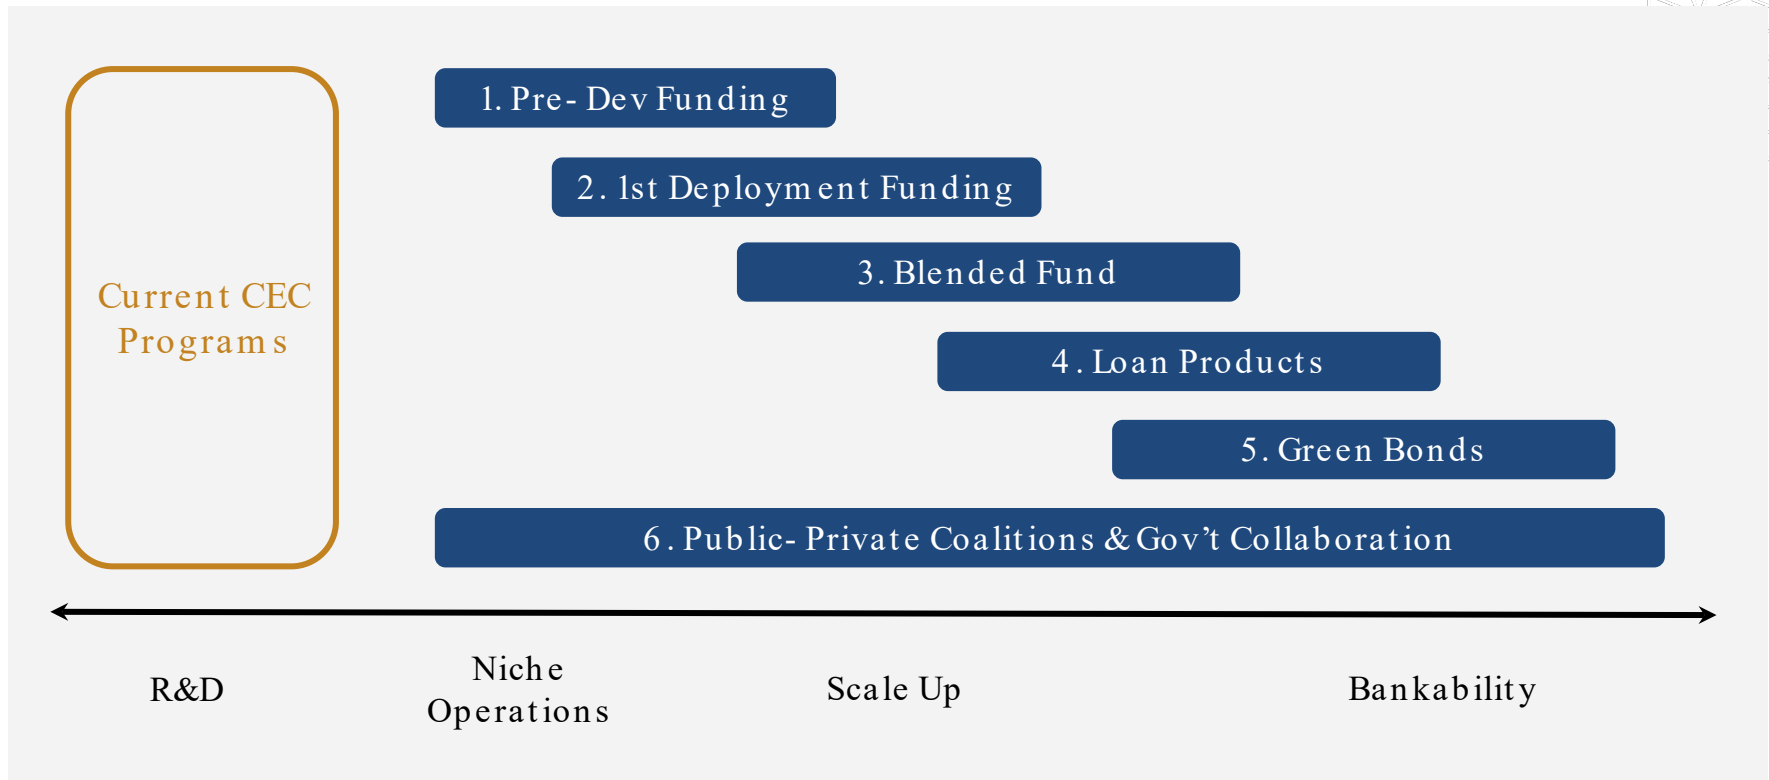 1. Pre-Dev Funding
2. 1st Deployment Funding
3. Blended Fund
Current CEC
Programs
4. Loan Products
5. Green Bonds
6. Public-Private Coalitions & Gov’t Collaboration
R&D
Niche
Operations
Scale Up
Bankability